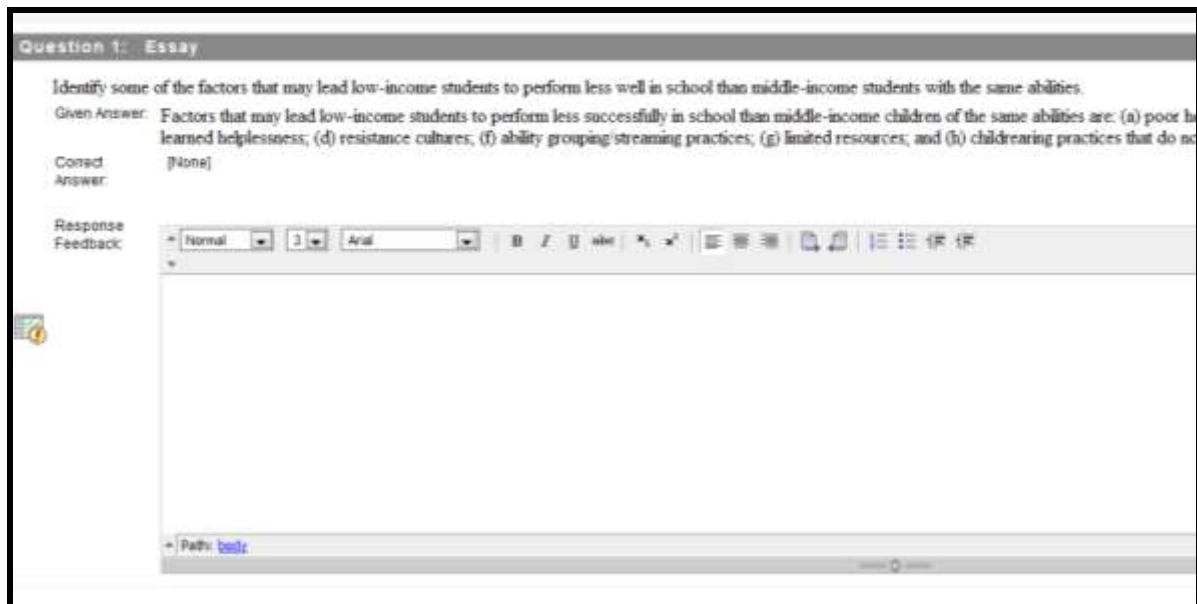 Question 1: Essay
Identify some of the factors that may lead low-income students to perform less well in school than middle-income students with the same abilities.
Given Answer: Factors that may lead low-income students to perform less successfully in school than middle-income children of the same abilities are: (a) poor
learned helplessness; (d) resistance cultures; (f) ability grouping/streaming practices; (g) limited resources; and (h) childrearing practices that do
Correct [None]
Answer:
Response
Feedback:
Normal 3 Arial B I U abc
Path: body